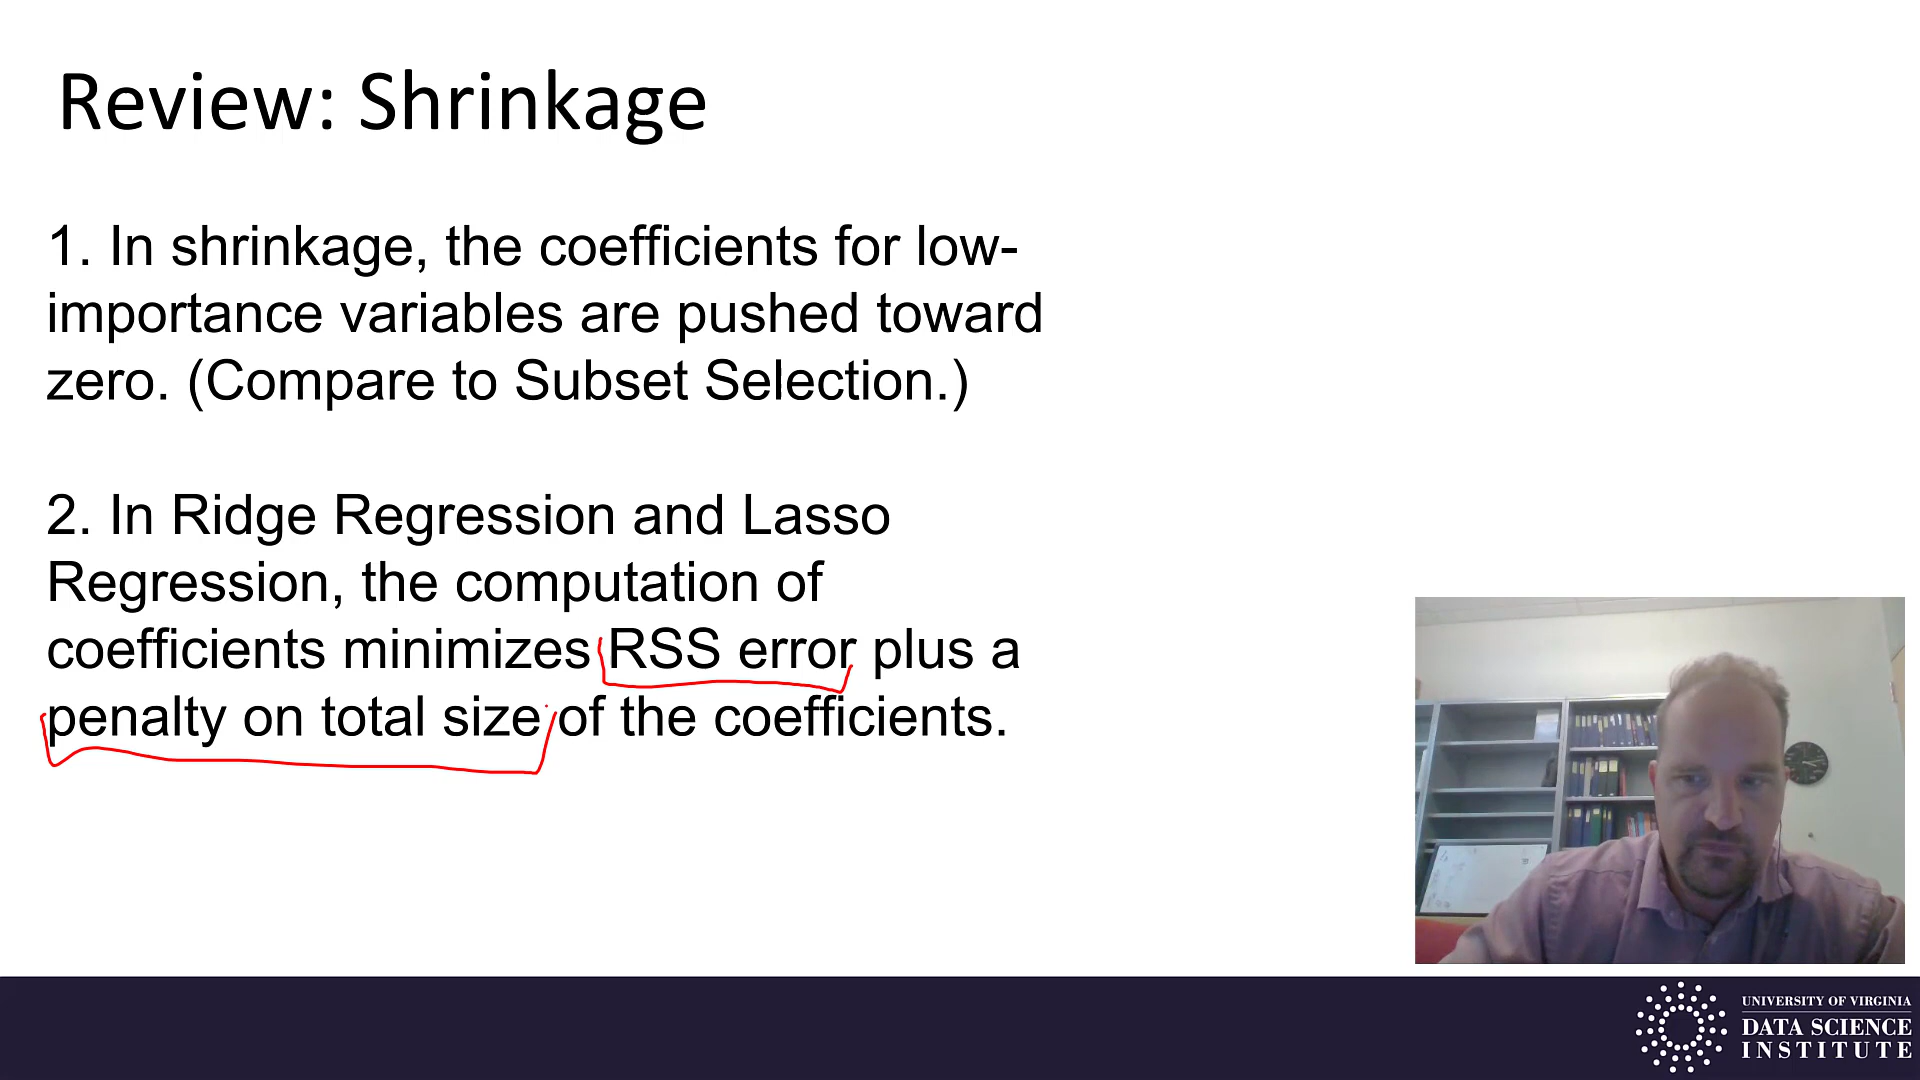 Review: Shrinkage
1. In shrinkage, the coefficients for low-
importance variables are pushed toward
zero. (Compare to Subset Selection.)
2. In Ridge Regression and Lasso
Regression, the computation of
coefficients minimizes RSS error plus a
penalty on total size of the coefficients.
UNIVERSITY OF VIRGINIA
DATA SCIENCE
INSTITUTE